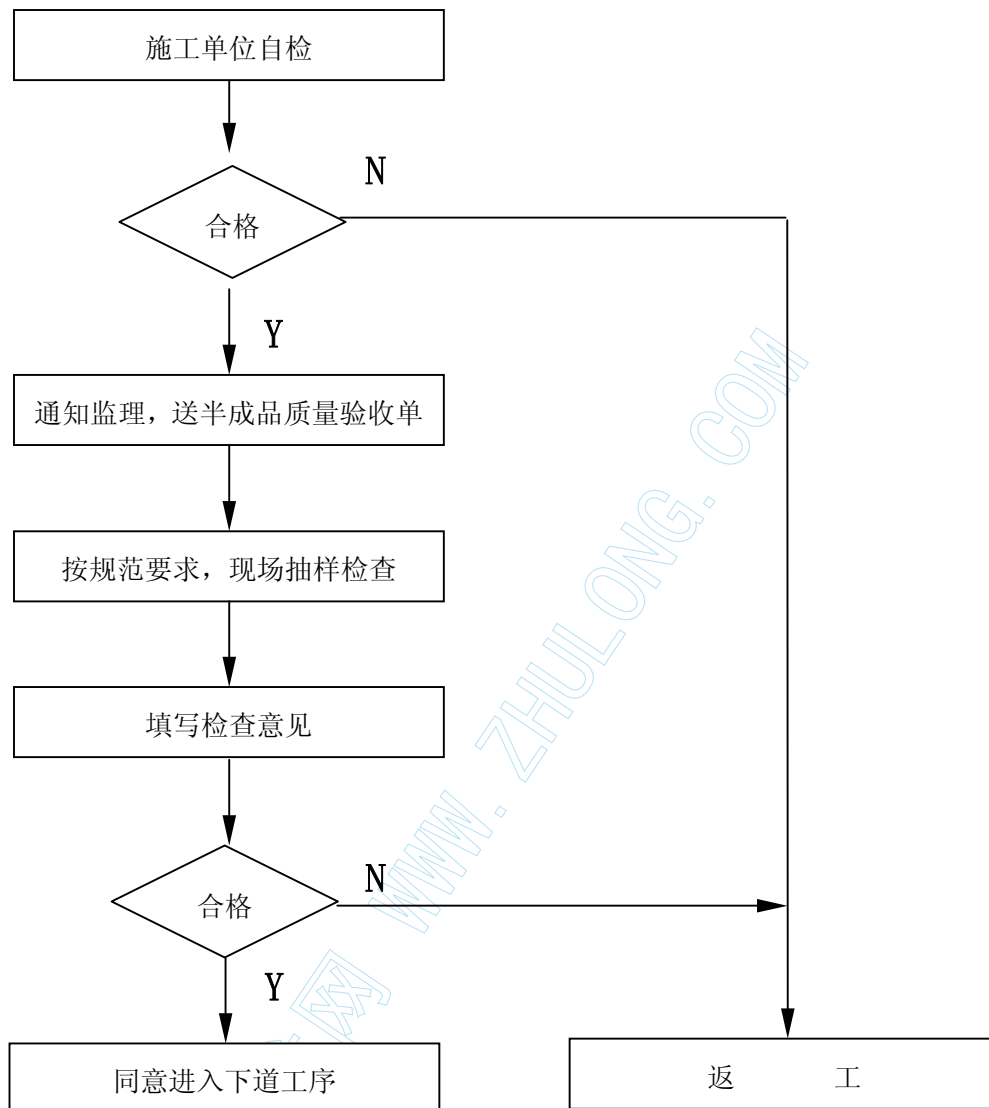 施工单位自检
N
合格
Y
通知监理，送半成品质量验收单
按规范要求，现场抽样检查
填写检查意见
N
合格
Y
同意进入下道工序
返 工
网 WWW. ZHULONG. COM